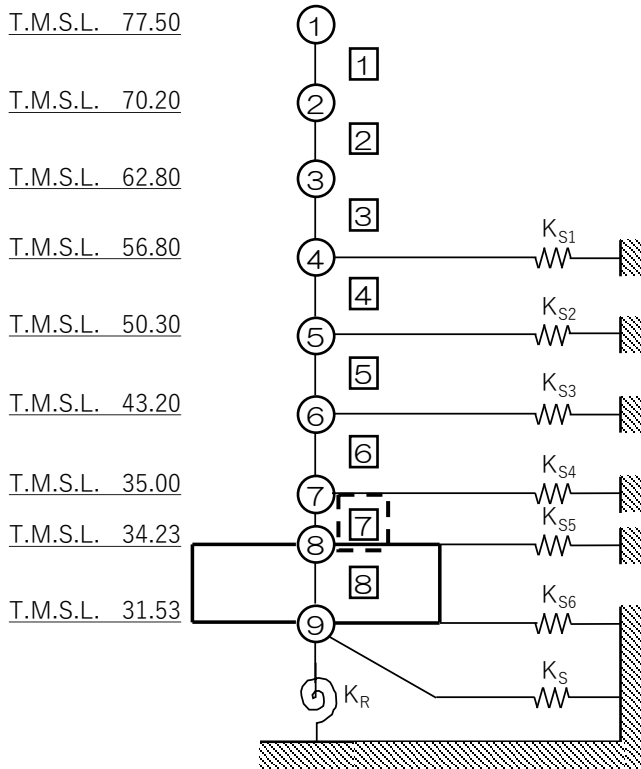 T.M.S.L. 77.50
1
1
T.M.S.L. 70.20
2
2
T.M.S.L. 62.80
3
3
T.M.S.L. 56.80
4
KS1
4
T.M.S.L. 50.30
5
KS2
5
T.M.S.L. 43.20
6
KS3
6
T.M.S.L. 35.00
7
KS4
7
T.M.S.L. 34.23
8
KS5
8
T.M.S.L. 31.53
9
KS6
KR
KS